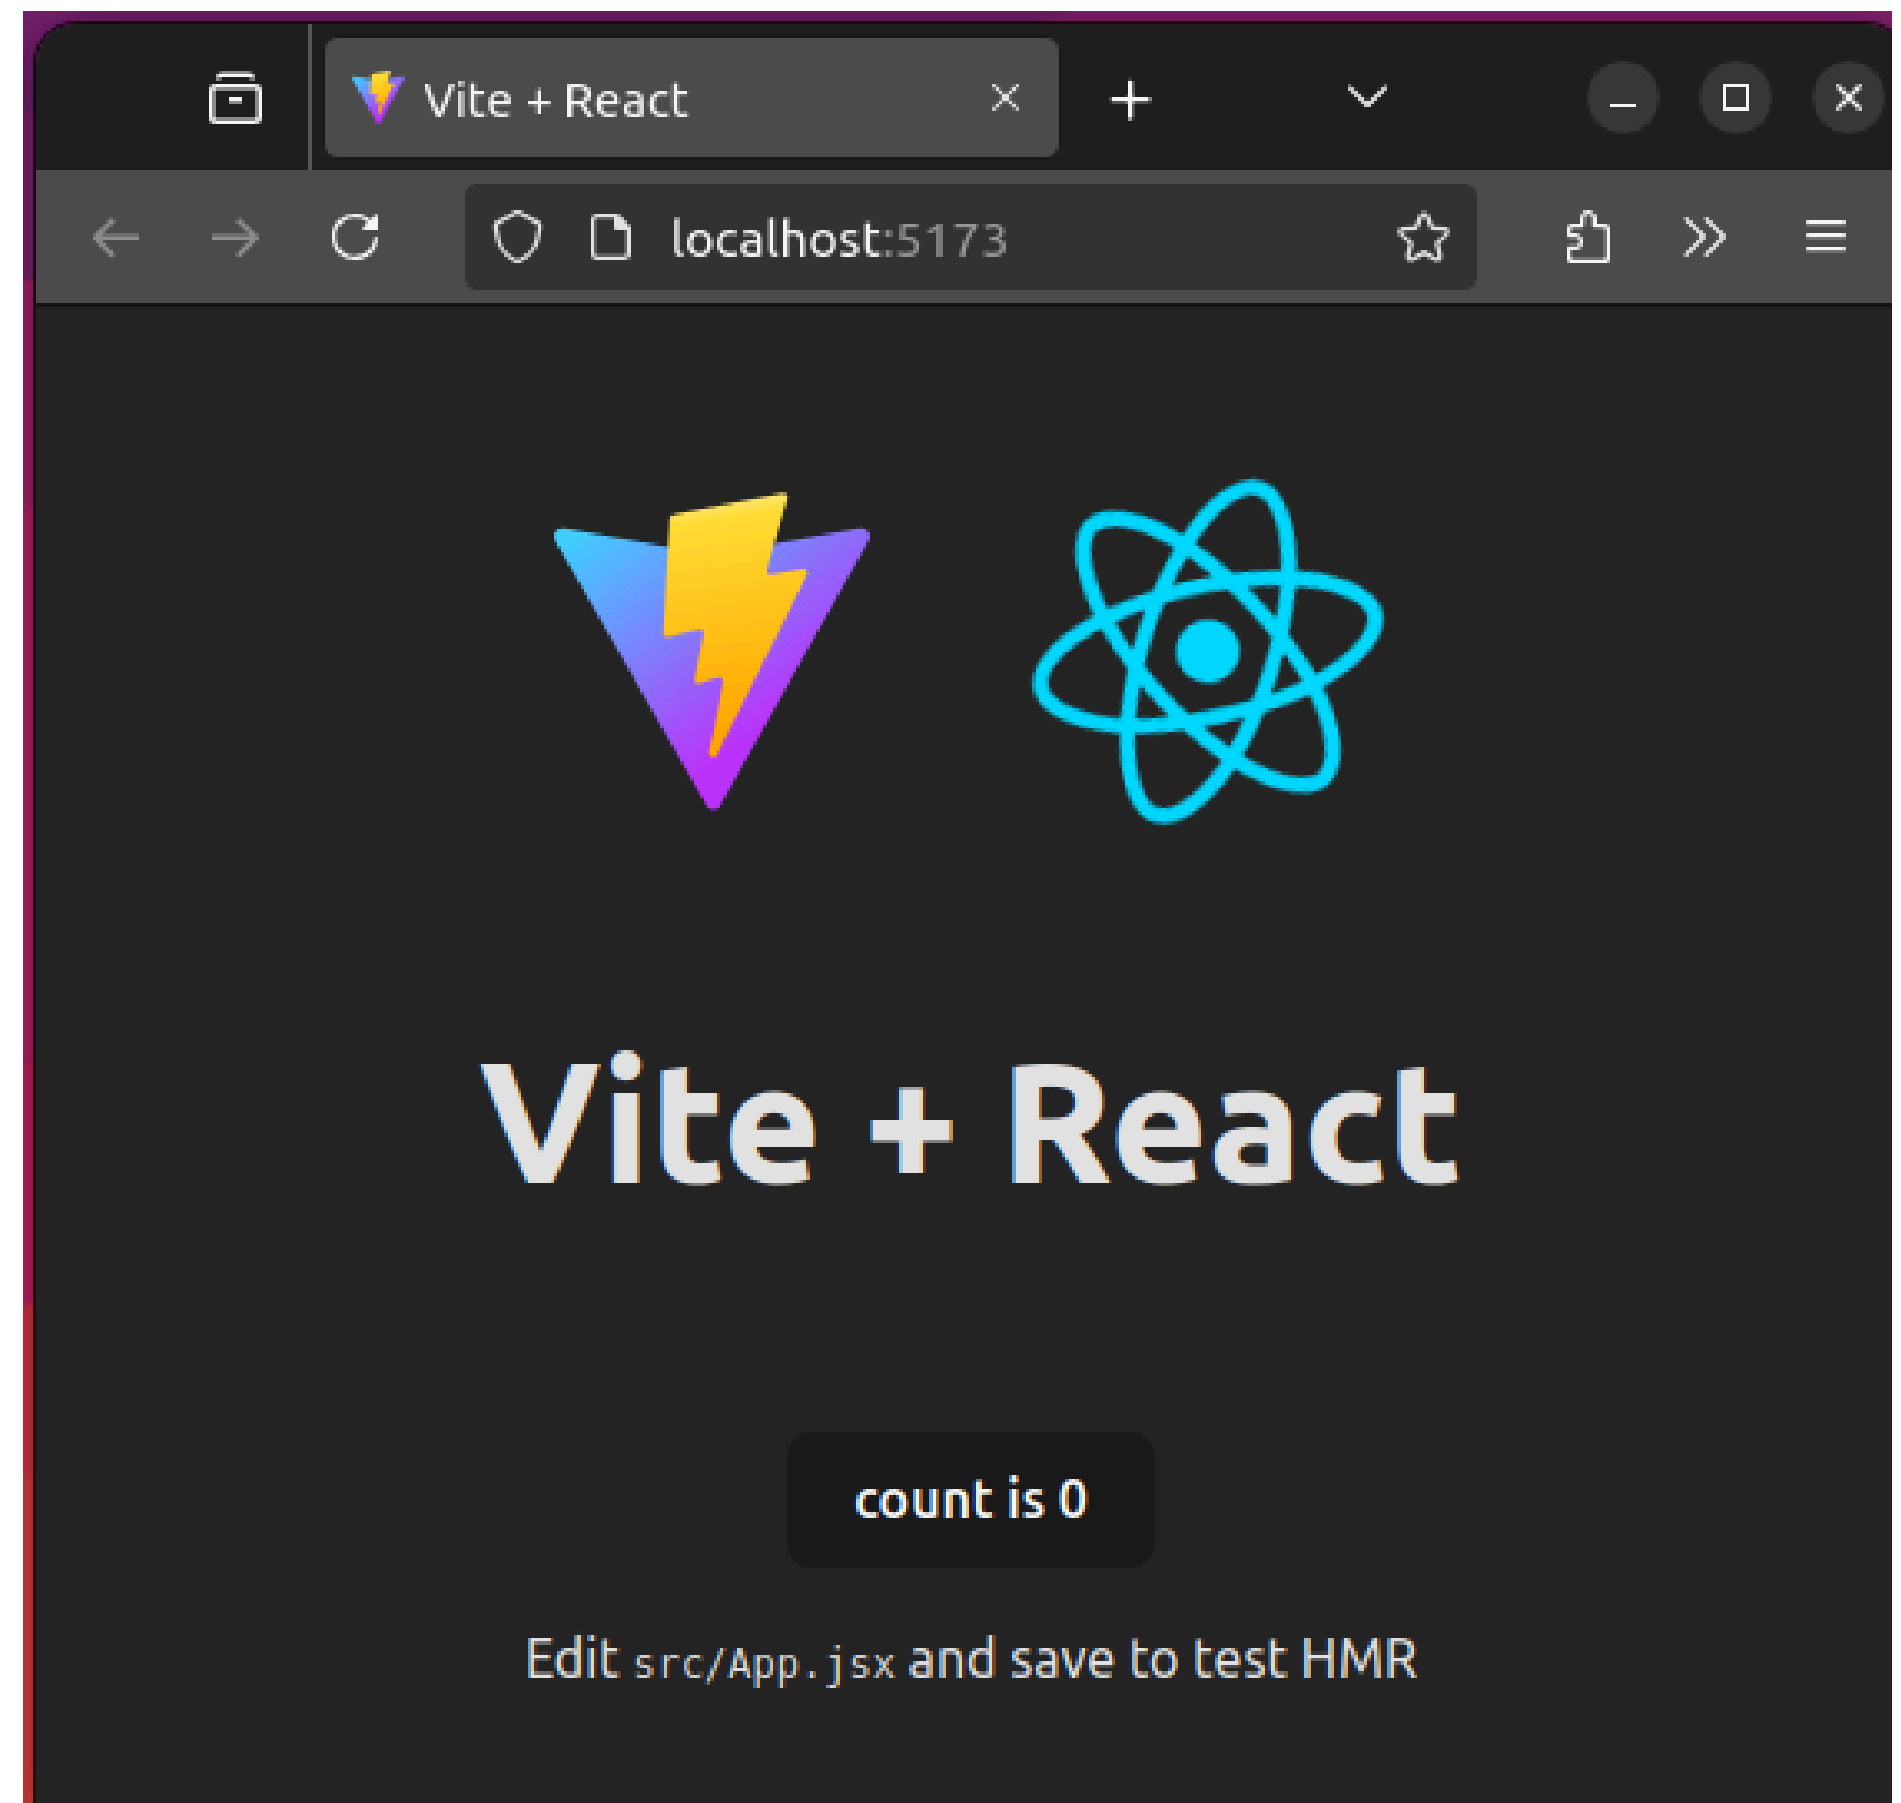 Vite + React
localhost:5173
Vite + React
count is 0
Edit src/App.jsx and save to test HMR